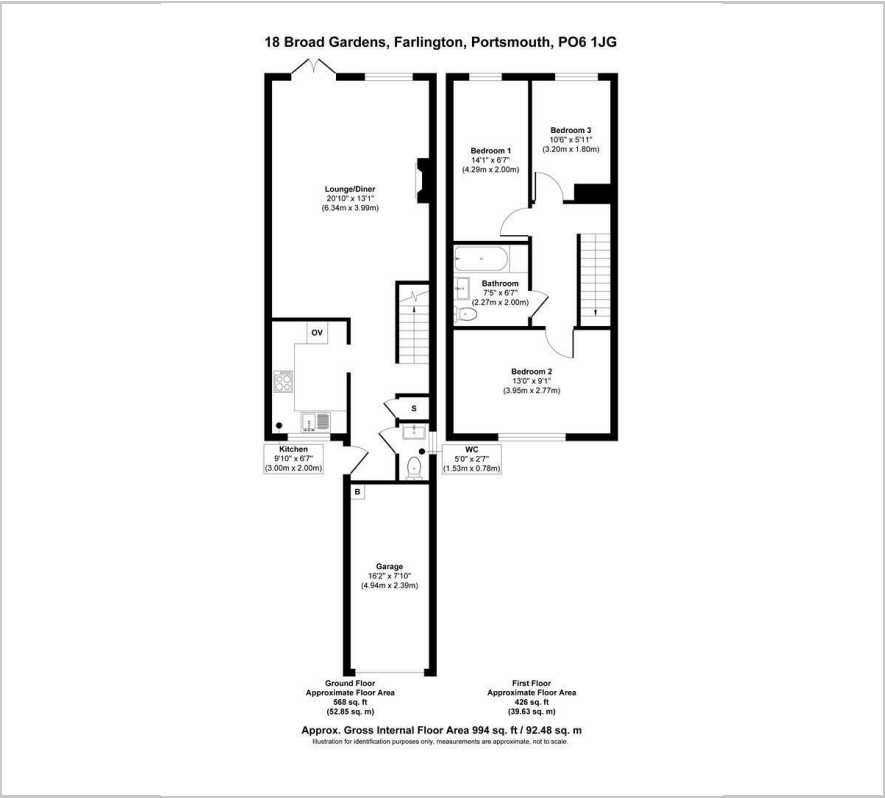 18 Broad Gardens, Farlington, Portsmouth, PO6 1JG
Lounge/Diner
20'10" x 13'1"
(6.34m x 3.99m)
OV
Kitchen
9'10" x 6'7"
(3.00m x 2.00m)
S
WC
5'0" x 2'7"
(1.53m x 0.78m)
B
Garage
16'2" x 7'10"
(4.94m x 2.39m)
Bedroom 1
14'1" x 6'7"
(4.29m x 2.00m)
Bedroom 3
10'6" x 5'11"
(3.20m x 1.80m)
Bathroom
7'5" x 6'7"
(2.27m x 2.00m)
Bedroom 2
13'0" x 9'1"
(3.95m x 2.77m)
Ground Floor
Approximate Floor Area
568 sq. ft
(52.85 sq. m)
First Floor
Approximate Floor Area
426 sq. ft
(39.63 sq. m)
Approx. Gross Internal Floor Area 994 sq. ft / 92.48 sq. m
Illustration for identification purposes only, measurements are approximate, not to scale.